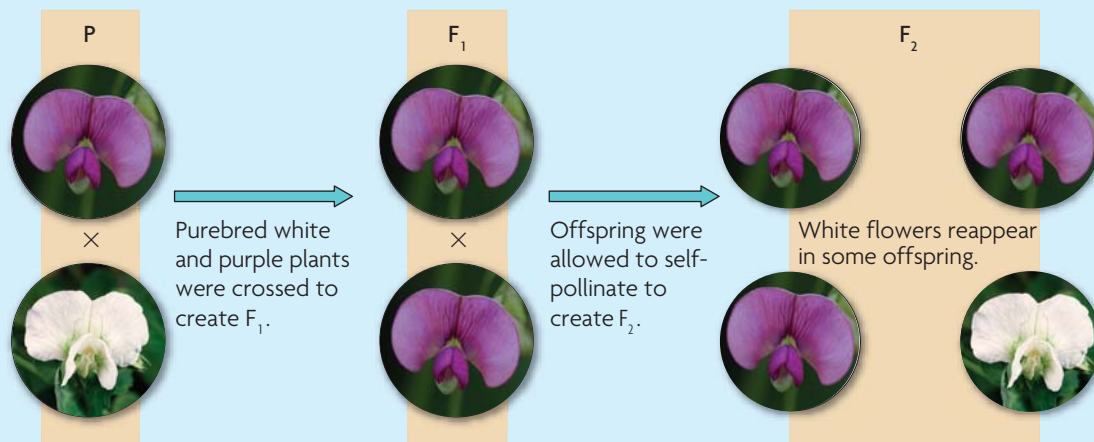 P
F₁
F₂
×
Purebred white
and purple plants
were crossed to
create F₁.
×
Offspring were
allowed to self-
pollinate to
create F₂.
White flowers reappear
in some offspring.